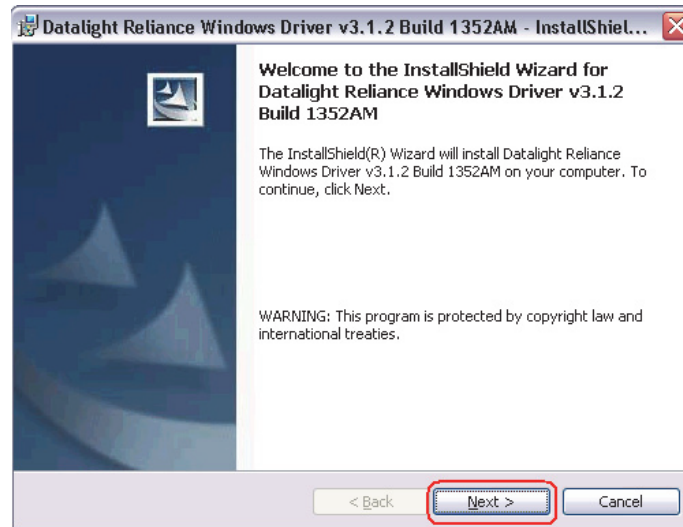 Datalight Reliance Windows Driver v3.1.2 Build 1352AM - InstallShiel...
Welcome to the InstallShield Wizard for
Datalight Reliance Windows Driver v3.1.2
Build 1352AM
The InstallShield(R) Wizard will install Datalight Reliance
Windows Driver v3.1.2 Build 1352AM on your computer. To
continue, click Next.
WARNING: This program is protected by copyright law and
international treaties.
< Back
Next >
Cancel